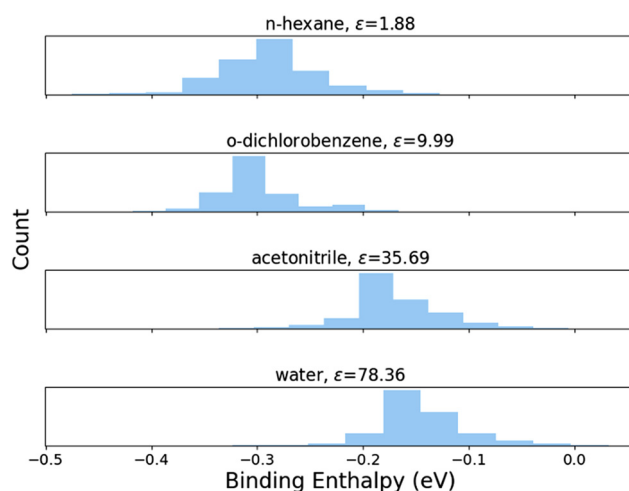 n-hexane, ε=1.88
o-dichlorobenzene, ε=9.99
Count
acetonitrile, ε=35.69
water, ε=78.36
−0.5 −0.4 −0.3 −0.2 −0.1 0.0
Binding Enthalpy (eV)